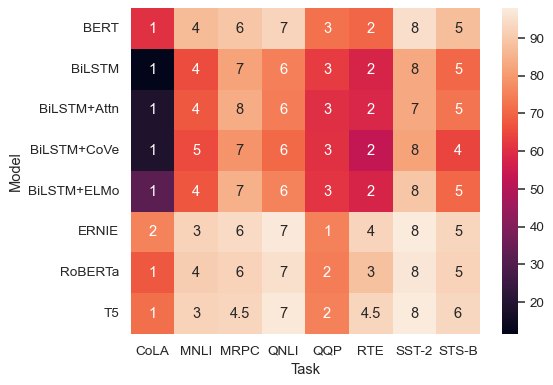 BERT 1 4 6 7 3 2 8 5
BiLSTM 1 4 7 6 3 2 8 5
BiLSTM+Attn 1 4 8 6 3 2 7 5
BiLSTM+CoVe 1 5 7 6 3 2 8 4
BiLSTM+ELMo 1 4 7 6 3 2 8 5
ERNIE 2 3 6 7 1 4 8 5
RoBERTa 1 4 6 7 2 3 8 5
T5 1 3 4.5 7 2 4.5 8 6
CoLA MNLI MRPC QNLI QQP RTE SST-2 STS-B
Task
Model
90
80
70
60
50
40
30
20